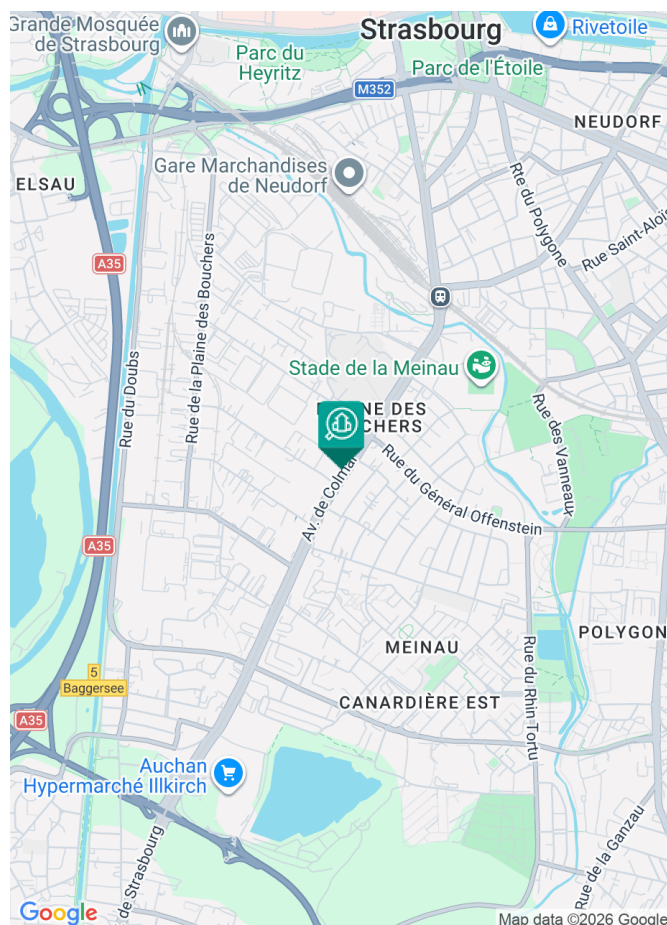 Grande Mosquée
de Strasbourg
Strasbourg
Rivetoile
Parc du
Heyritz
Parc de l'Étoile
M352
NEUDORF
Gare Marchandises
de Neudorf
ELSAU
Rte du Polygone
Rue Saint-Alois
A35
Rue de la Plaine des Bouchers
Rue du Doubs
Stade de la Meinau
NE DES
CHERS
Rue des Vanneaux
Av. de Colmar
Rue du Général Offenstein
A35
POLYGON
MEINAU
Rue du Rhin Tortu
5
Baggersee
CANARDIÈRE EST
A35
Auchan
Hypermarché Illkirch
de Strasbourg
Rue de la Ganzau
Google
Map data ©2026 Google